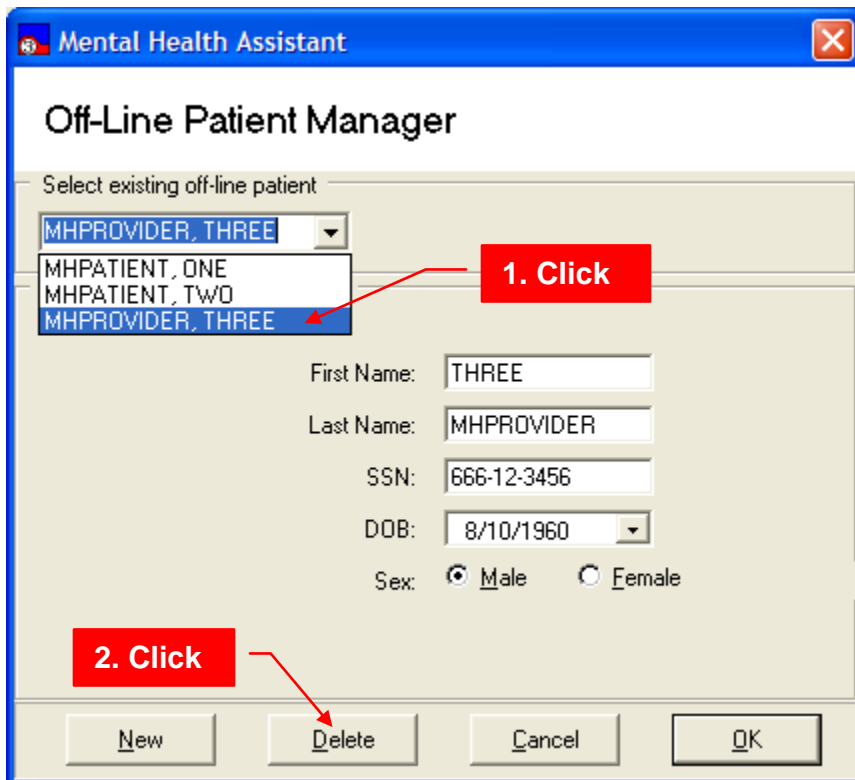 Mental Health Assistant
Off-Line Patient Manager
Select existing off-line patient
MHPROVIDER, THREE
MHPATIENT, ONE
MHPATIENT, TWO
MHPROVIDER, THREE
1. Click
First Name: THREE
Last Name: MHPROVIDER
SSN: 666-12-3456
DOB: 8/10/1960
Sex: Male Female
2. Click
New Delete Cancel OK